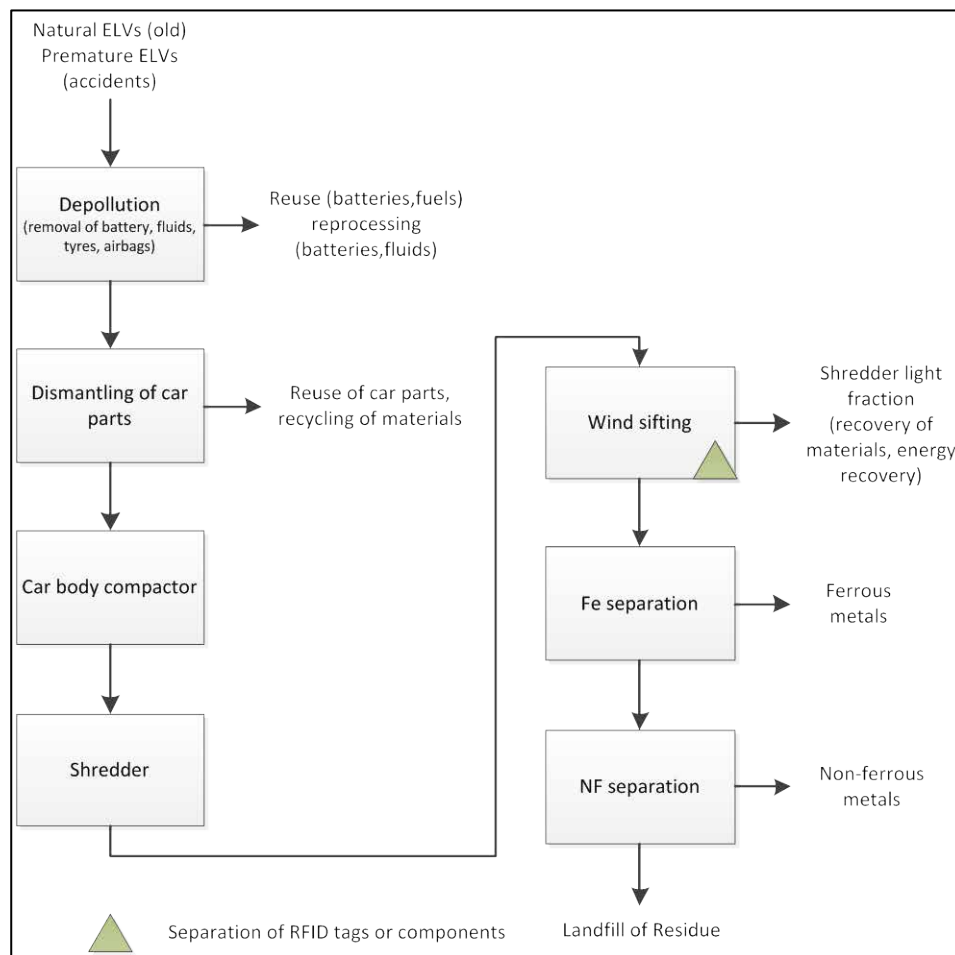 Natural ELVs (old)
Premature ELVs
(accidents)
Depollution
(removal of battery, fluids,
tyres, airbags)
Reuse (batteries,fuels)
reprocessing
(batteries,fluids)
Dismantling of car
parts
Reuse of car parts,
recycling of materials
Car body compactor
Shredder
Wind sifting
Shredder light
fraction
(recovery of
materials, energy
recovery)
Fe separation
Ferrous
metals
NF separation
Non-ferrous
metals
Landfill of Residue
Separation of RFID tags or components